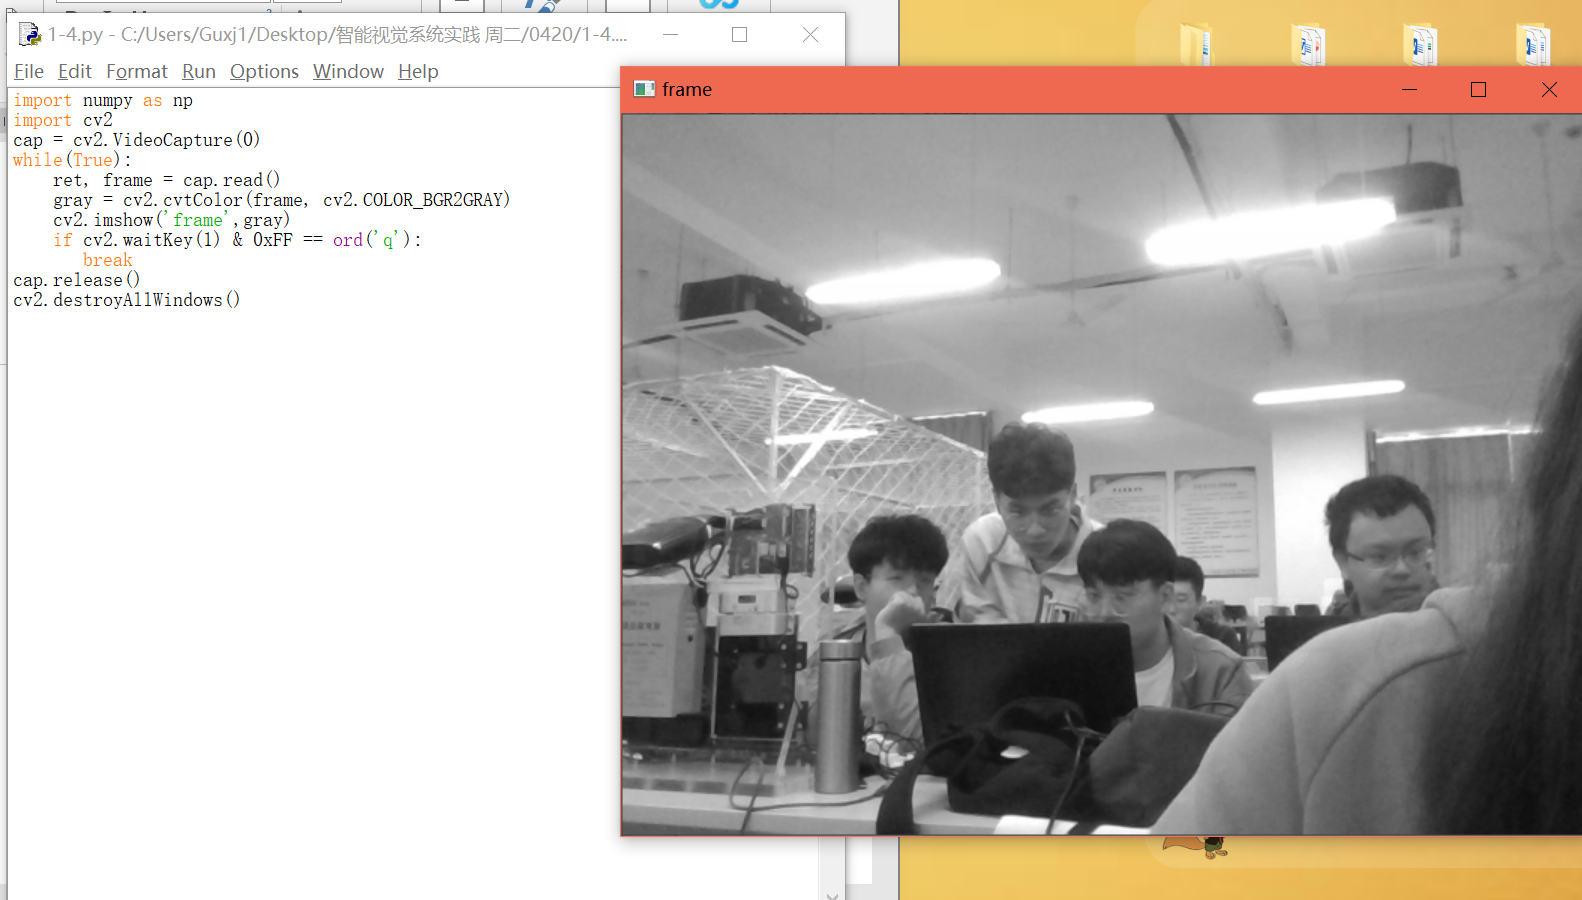 1-4.py - C:/Users/Guxj1/Desktop/智能视觉系统实践 周二/0420/1-4....
File Edit Format Run Options Window Help
import numpy as np
import cv2
cap = cv2.VideoCapture(0)
while(True):
    ret, frame = cap.read()
    gray = cv2.cvtColor(frame, cv2.COLOR_BGR2GRAY)
    cv2.imshow('frame',gray)
    if cv2.waitKey(1) & 0xFF == ord('q'):
       break
cap.release()
cv2.destroyAllWindows()
frame